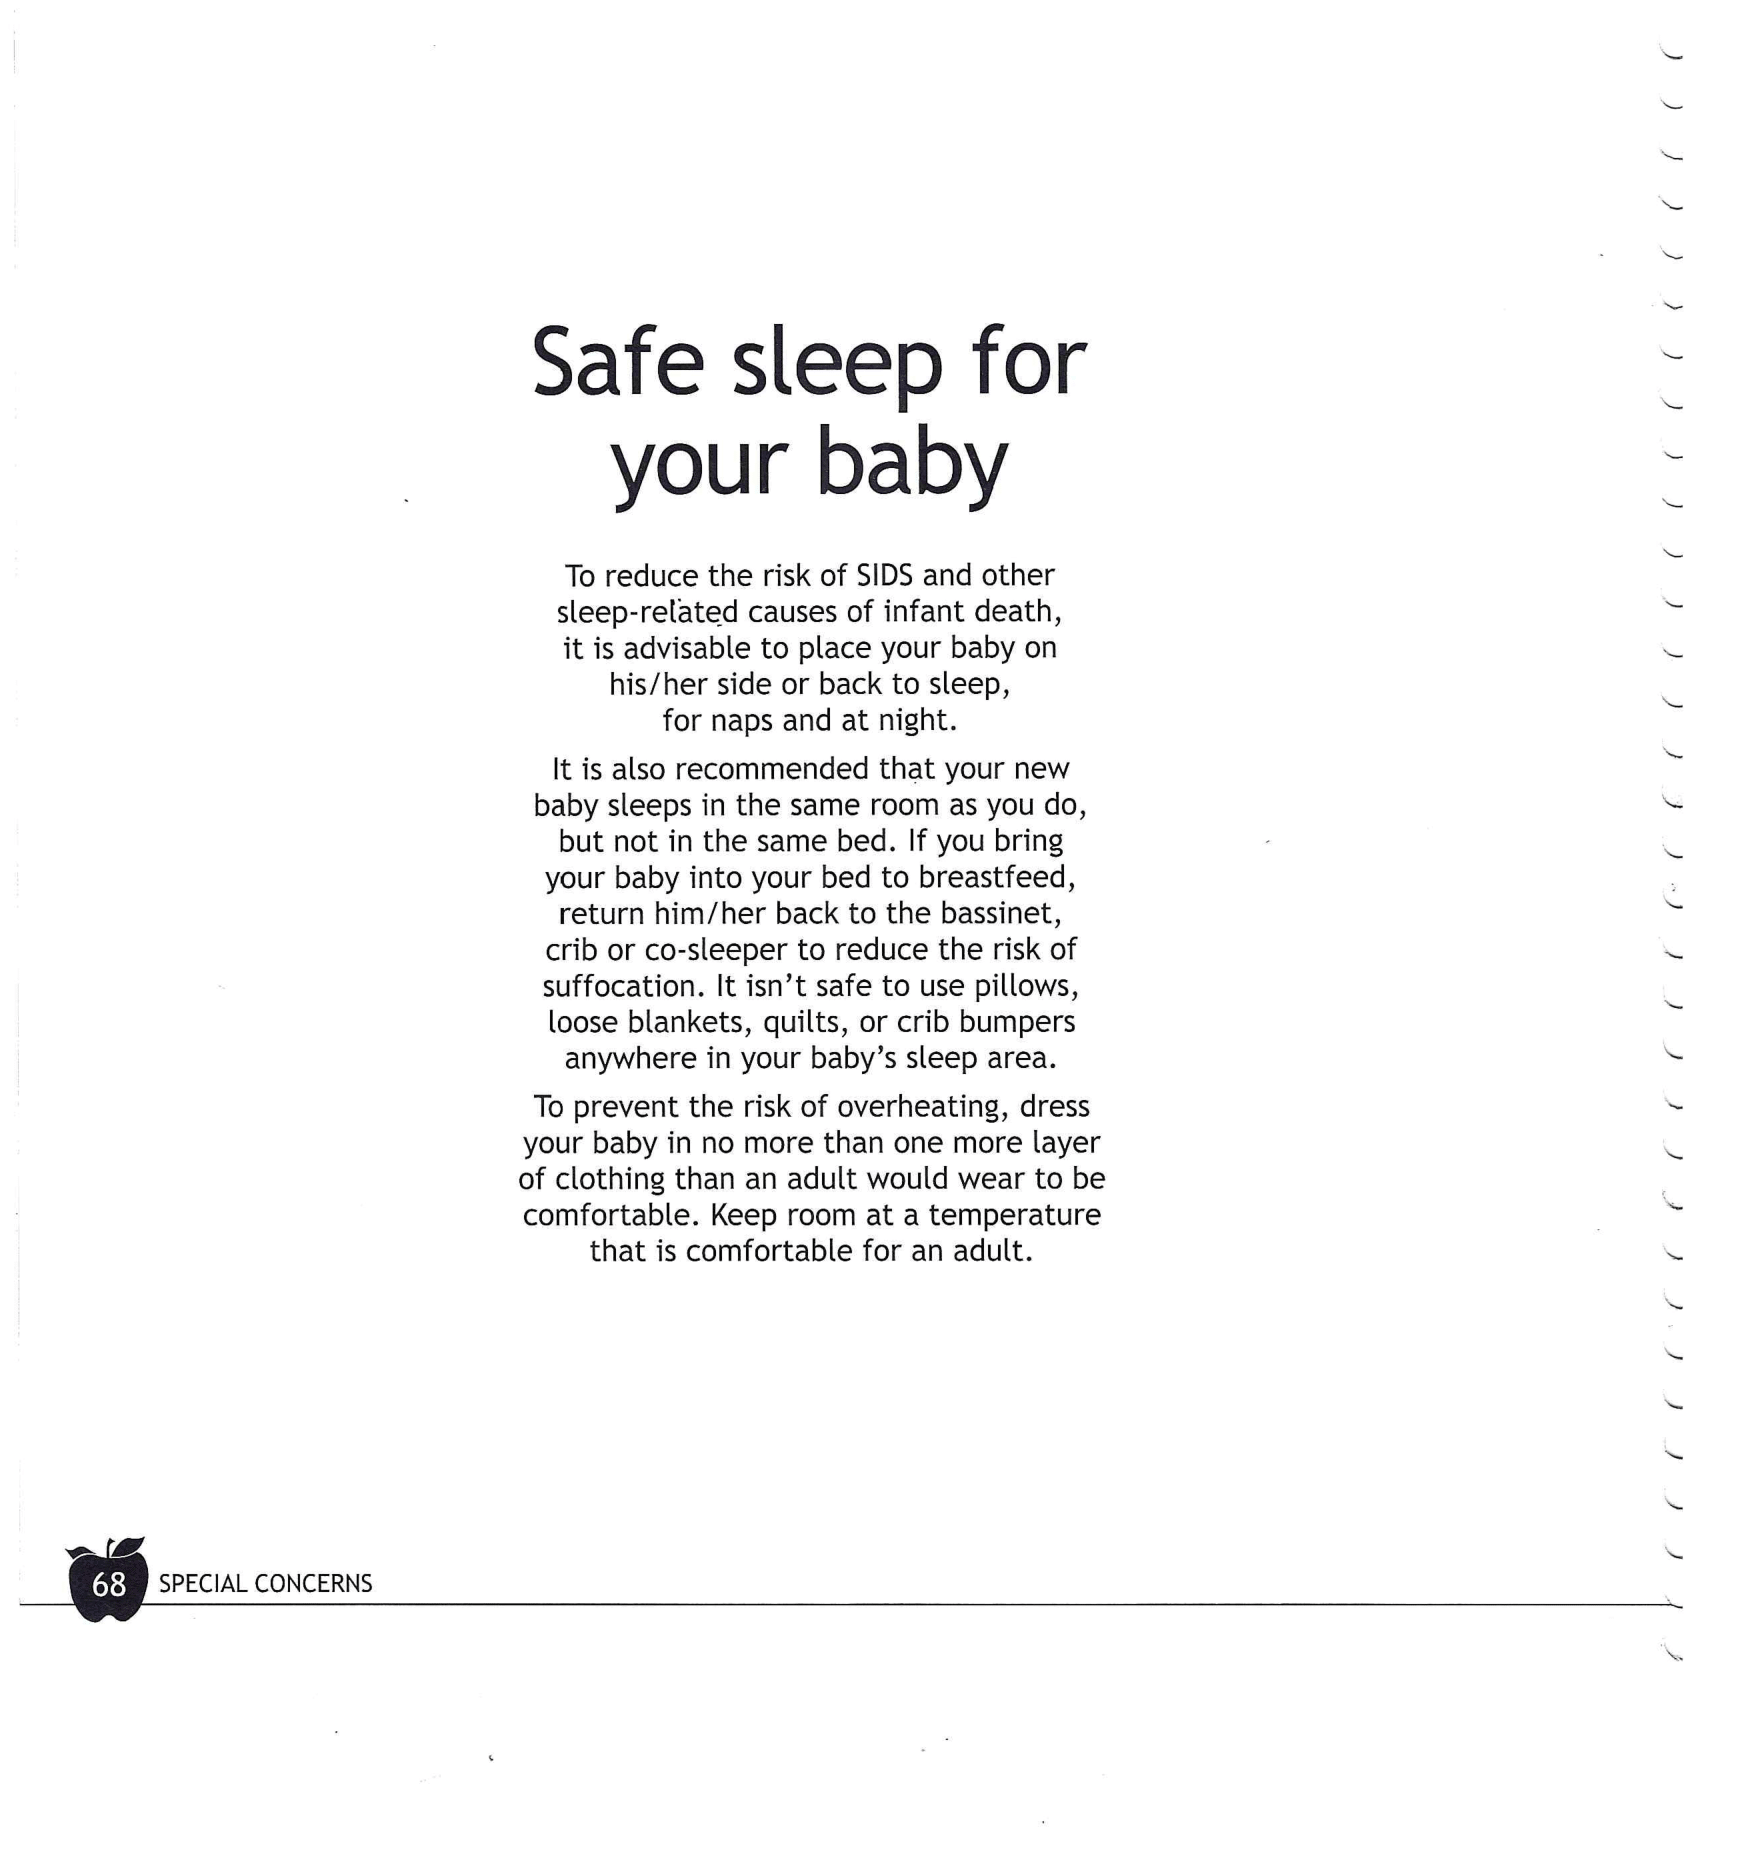 Safe sleep for
your baby
To reduce the risk of SIDS and other
sleep-related causes of infant death,
it is advisable to place your baby on
his/her side or back to sleep,
for naps and at night.
It is also recommended that your new
baby sleeps in the same room as you do,
but not in the same bed. If you bring
your baby into your bed to breastfeed,
return him/her back to the bassinet,
crib or co-sleeper to reduce the risk of
suffocation. It isn't safe to use pillows,
loose blankets, quilts, or crib bumpers
anywhere in your baby's sleep area.
To prevent the risk of overheating, dress
your baby in no more than one more layer
of clothing than an adult would wear to be
comfortable. Keep room at a temperature
that is comfortable for an adult.
68 SPECIAL CONCERNS